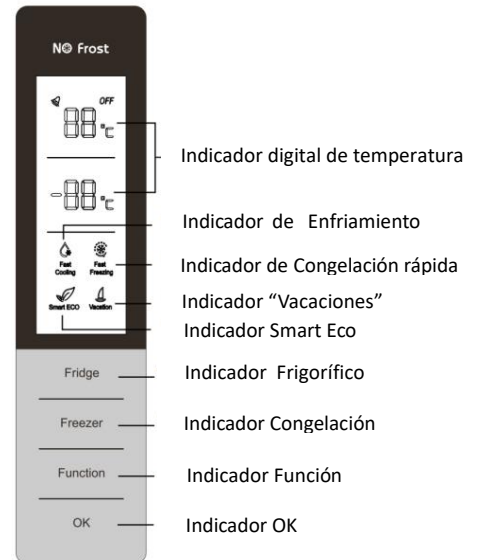 NO Frost
OFF
88 °C
Indicador digital de temperatura
-88 °C
Indicador de Enfriamiento
Fast Cooling
Fast Freezing
Indicador de Congelación rápida
Smart ECO
Vacation
Indicador “Vacaciones”
Indicador Smart Eco
Fridge
Indicador Frigorífico
Freezer
Indicador Congelación
Function
Indicador Función
OK
Indicador OK